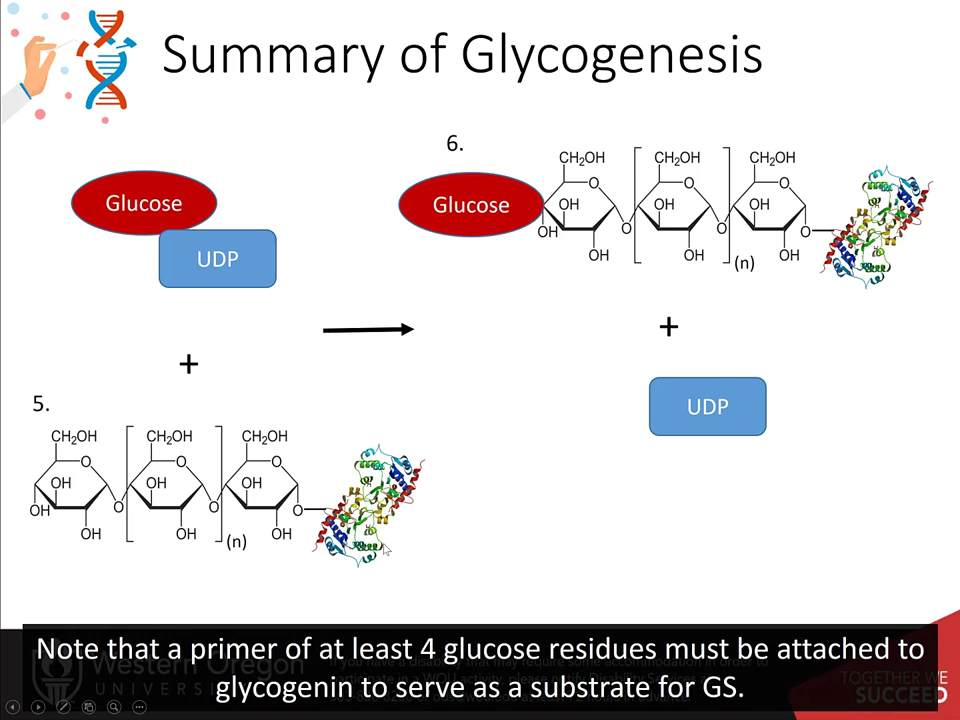 Summary of Glycogenesis
Glucose
UDP
+
5.
CH₂OH
CH₂OH
CH₂OH
O
O
O
OH
OH
OH
OH
O
O
O
OH
OH
OH
(n)
6.
Glucose
CH₂OH
CH₂OH
CH₂OH
O
O
O
OH
OH
OH
OH
O
O
O
OH
OH
OH
(n)
+
UDP
Note that a primer of at least 4 glucose residues must be attached to
glycogenin to serve as a substrate for GS.
Western Oregon
UNIVERSITY
TOGETHER WE
SUCCEED